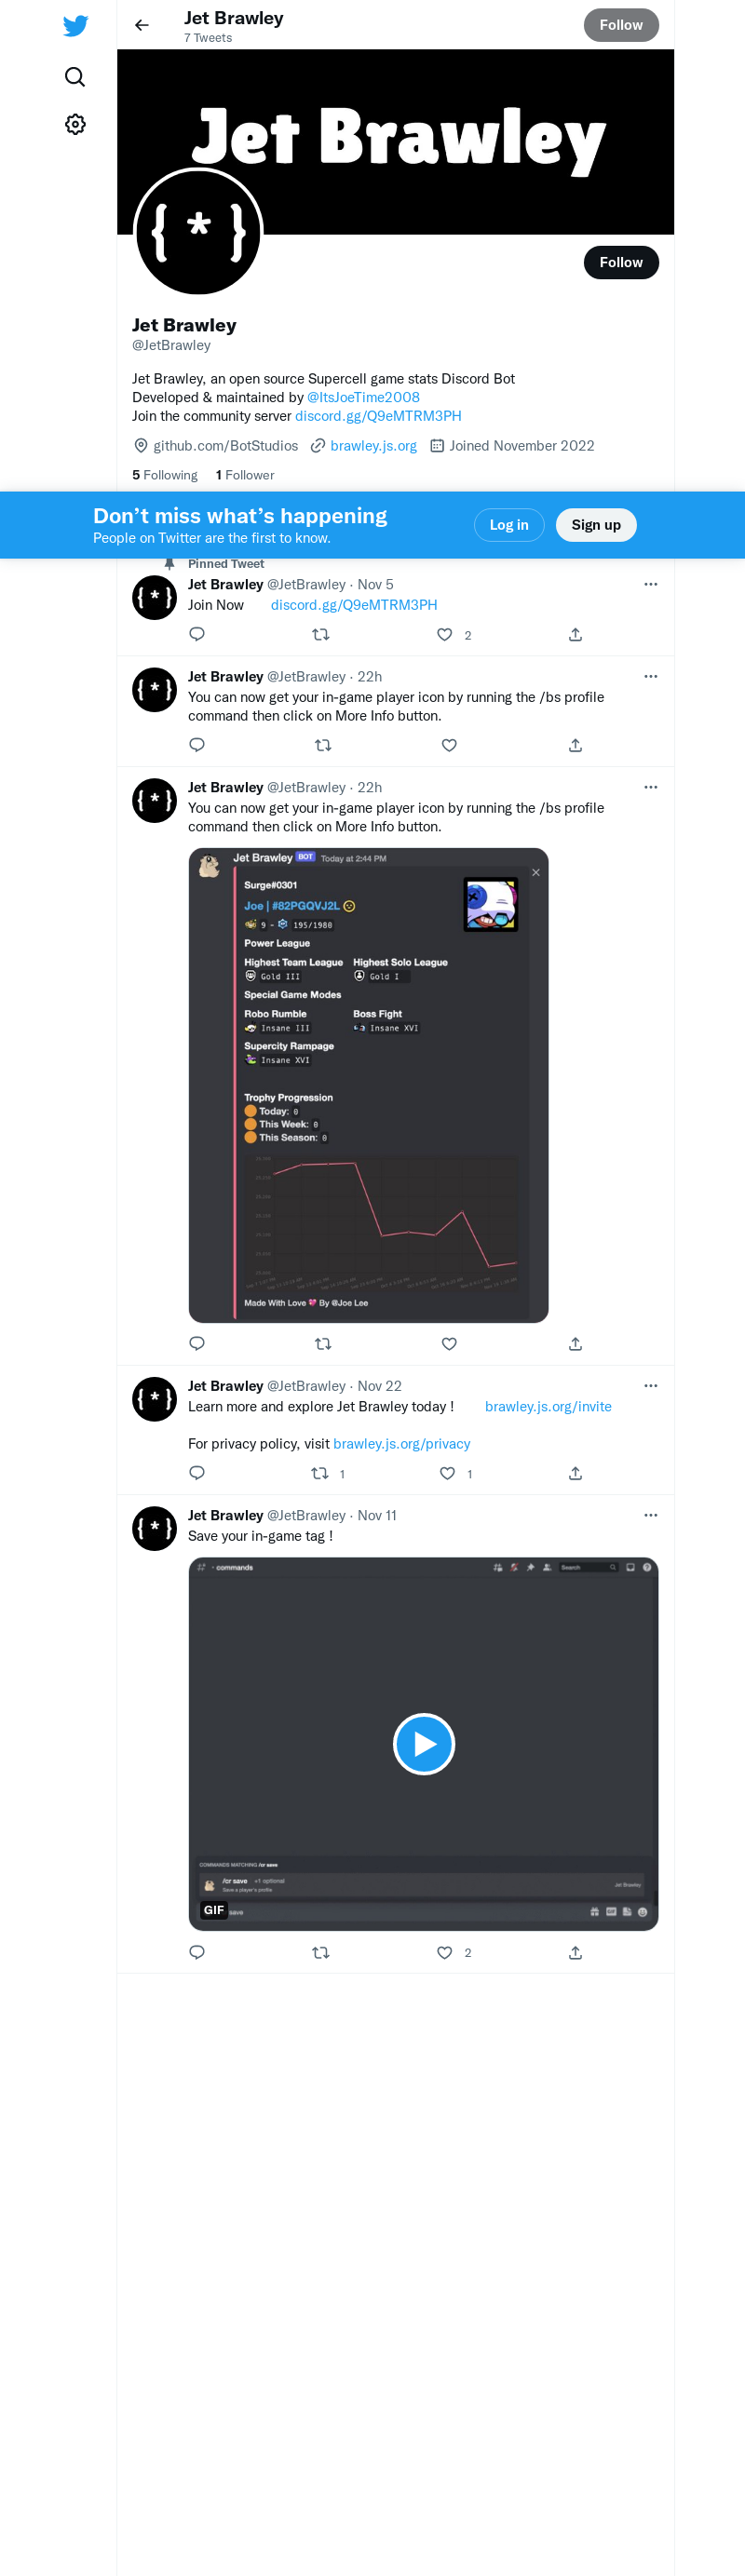 Jet Brawley
7 Tweets
Follow
Jet Brawley
{*}
Follow
Jet Brawley
@JetBrawley
Jet Brawley, an open source Supercell game stats Discord Bot
Developed & maintained by @ItsJoeTime2008
Join the community server discord.gg/Q9eMTRM3PH
github.com/BotStudios brawley.js.org Joined November 2022
5 Following 1 Follower
Don’t miss what’s happening
People on Twitter are the first to know.
Log in
Sign up
Pinned Tweet
{*}
Jet Brawley @JetBrawley · Nov 5
Join Now discord.gg/Q9eMTRM3PH
2
{*}
Jet Brawley @JetBrawley · 22h
You can now get your in-game player icon by running the /bs profile
command then click on More Info button.
{*}
Jet Brawley @JetBrawley · 22h
You can now get your in-game player icon by running the /bs profile
command then click on More Info button.
Jet Brawley BOT Today at 2:44 PM
Surge#0301
Joe | #82PGQVJ2L
9 - 195/1980
Power League
Highest Team League Highest Solo League
Gold III Gold I
Special Game Modes
Robo Rumble Boss Fight
Insane III Insane XVI
Supercity Rampage
Insane XVI
Trophy Progression
Today: 0
This Week: 0
This Season: 0
Made With Love By @Joe Lee
{*}
Jet Brawley @JetBrawley · Nov 22
Learn more and explore Jet Brawley today ! brawley.js.org/invite
For privacy policy, visit brawley.js.org/privacy
1 1
{*}
Jet Brawley @JetBrawley · Nov 11
Save your in-game tag !
commands
Search
COMMANDS MATCHING /cr save
/cr save +1 optional
Save a player's profile
Jet Brawley
GIF
save
GIF
2